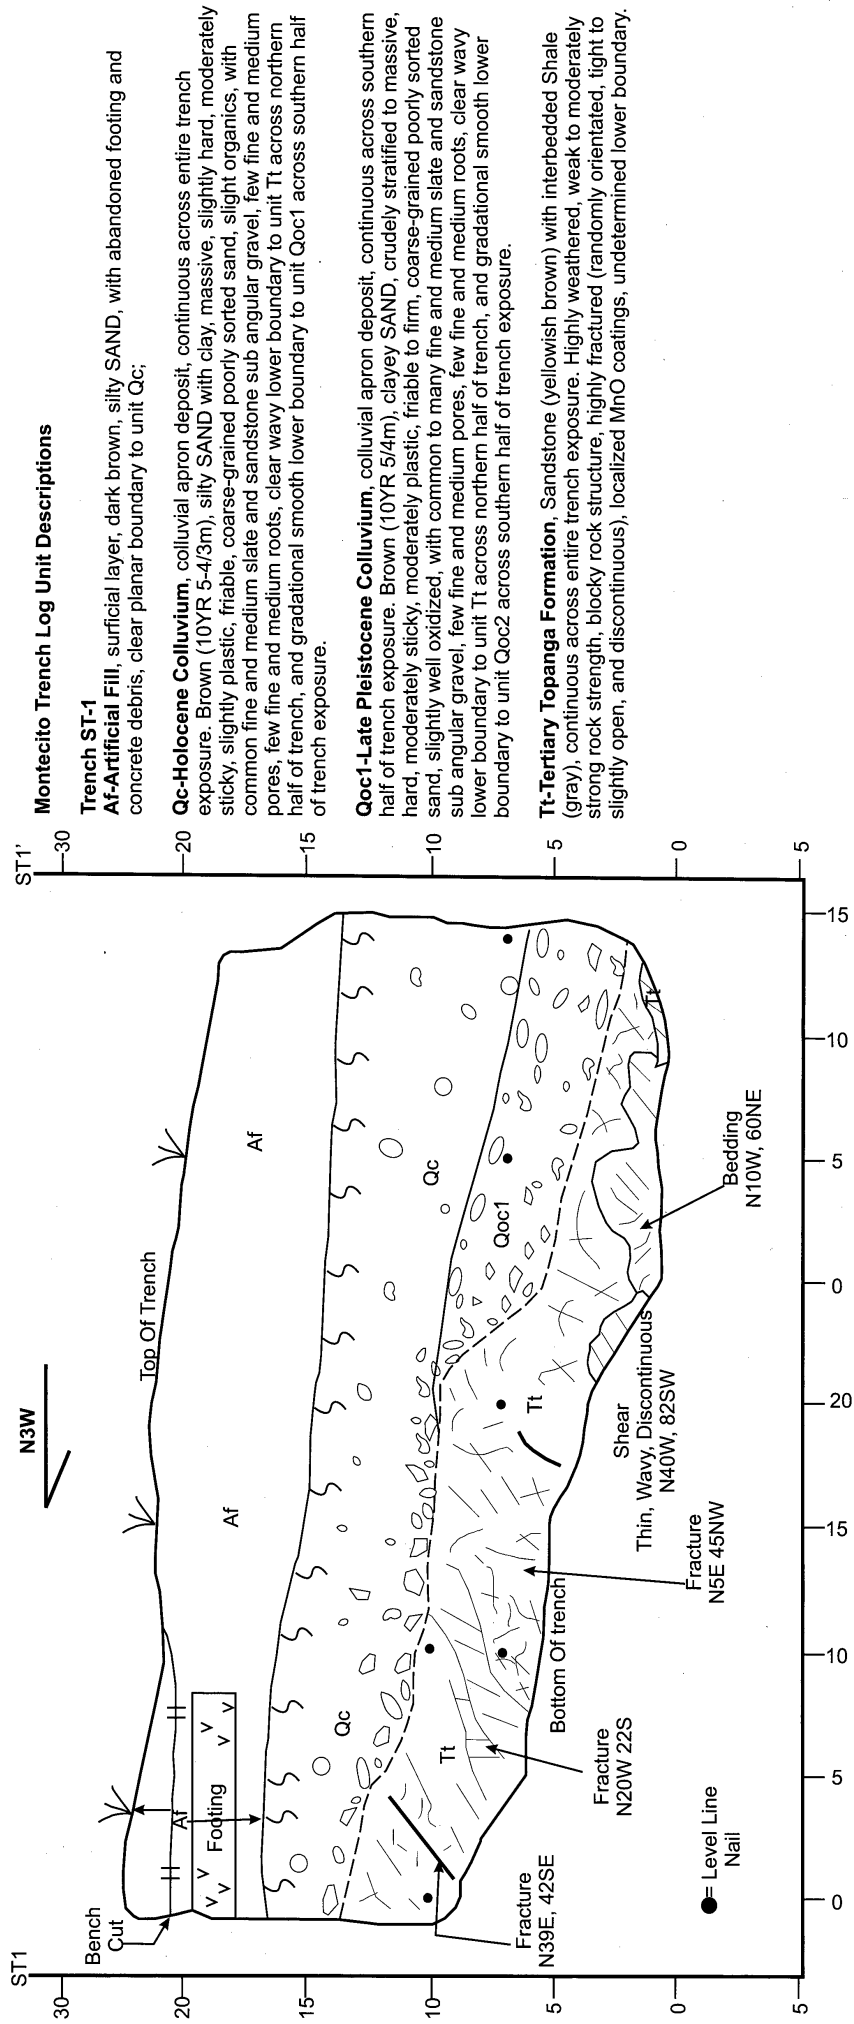 Montecito Trench Log Unit Descriptions
Trench ST-1
Af-Artificial Fill, surficial layer, dark brown, silty SAND, with abandoned footing and
concrete debris, clear planar boundary to unit Qc;
Qc-Holocene Colluvium, colluvial apron deposit, continuous across entire trench
exposure. Brown (10YR 5-4/3m), silty SAND with clay, massive, slightly hard, moderately
sticky, slightly plastic, friable, coarse-grained poorly sorted sand, slight organics, with
common fine and medium slate and sandstone sub angular gravel, few fine and medium
pores, few fine and medium roots, clear wavy lower boundary to unit Tt across northern
half of trench, and gradational smooth lower boundary to unit Qoc1 across southern half
of trench exposure.
Qoc1-Late Pleistocene Colluvium, colluvial apron deposit, continuous across southern
half of trench exposure. Brown (10YR 5/4m), clayey SAND, crudely stratified to massive,
hard, moderately sticky, moderately plastic, friable to firm, coarse-grained poorly sorted
sand, slightly well oxidized, with common to many fine and medium slate and sandstone
sub angular gravel, few fine and medium pores, few fine and medium roots, clear wavy
lower boundary to unit Tt across northern half of trench, and gradational smooth lower
boundary to unit Qoc2 across southern half of trench exposure.
Tt-Tertiary Topanga Formation, Sandstone (yellowish brown) with interbedded Shale
(gray), continuous across entire trench exposure. Highly weathered, weak to moderately
strong rock strength, blocky rock structure, highly fractured (randomly orientated, tight to
slightly open, and discontinuous), localized MnO coatings, undetermined lower boundary.
ST1
ST1'
N3W
30
20
15
10
5
0
5
30
20
15
10
5
0
5
Bench
Cut
Top Of Trench
Af
Footing
Af
Af
Qc
Qc
Qoc1
Tt
Tt
Tt
Bottom Of trench
Fracture
N39E, 42SE
Fracture
N20W 22S
Fracture
N5E 45NW
Shear
Thin, Wavy, Discontinuous
N40W, 82SW
Bedding
N10W, 60NE
= Level Line
Nail
0
5
10
15
20
0
5
10
15